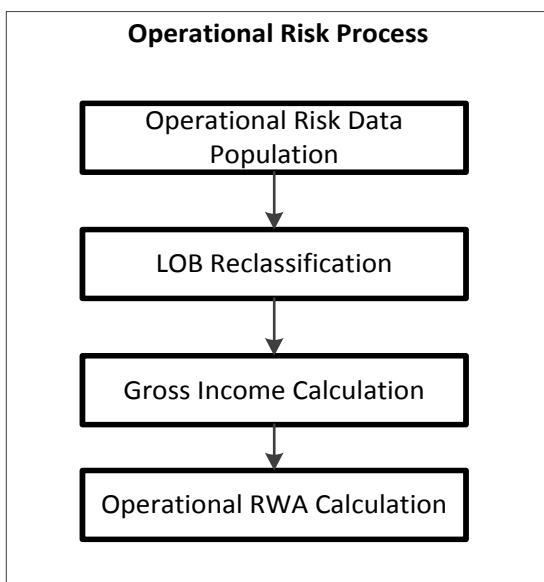 Operational Risk Process
Operational Risk Data
Population
LOB Reclassification
Gross Income Calculation
Operational RWA Calculation